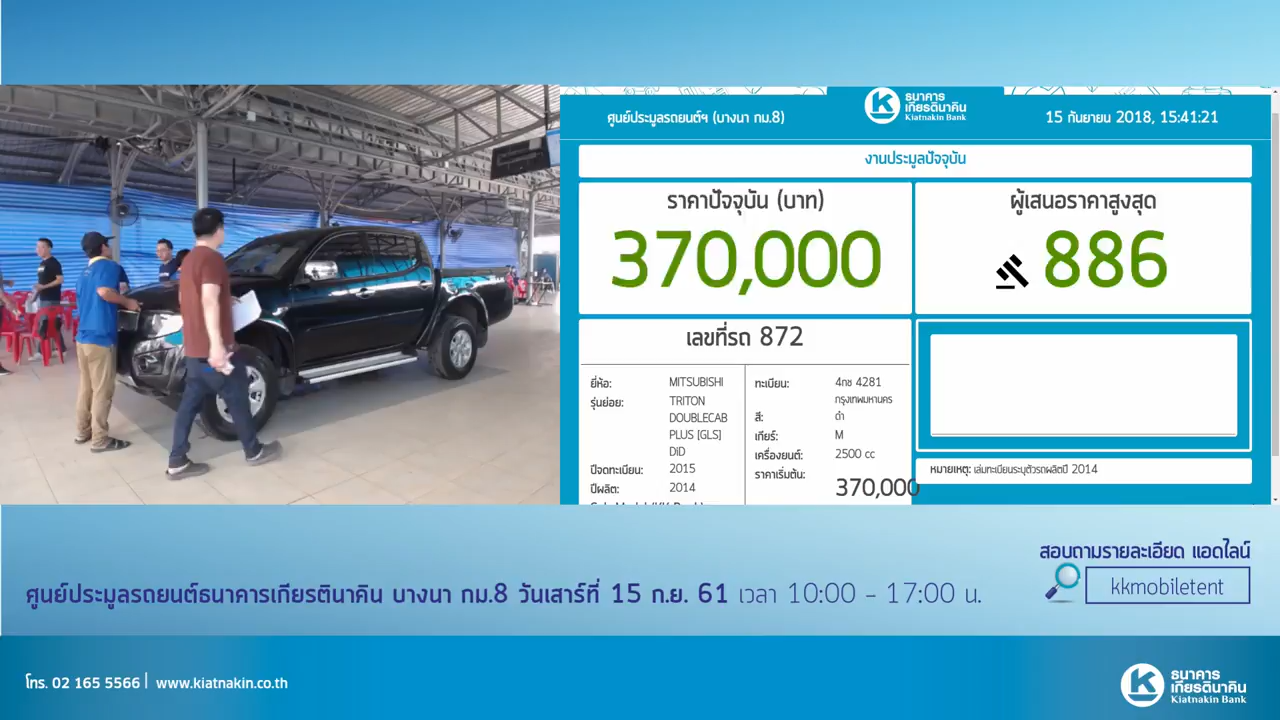 ศูนย์ประมูลรถยนต์ฯ (บางนา กม.8)
ธนาคาร
เกียรตินาคิน
Kiatnakin Bank
15 กันยายน 2018, 15:41:21
งานประมูลปัจจุบัน
ราคาปัจจุบัน (บาท)
370,000
ผู้เสนอราคาสูงสุด
886
เลขที่รถ 872
ยี่ห้อ: MITSUBISHI
รุ่นย่อย: TRITON
DOUBLECAB
PLUS [GLS]
DID
ปีจดทะเบียน: 2015
ปีผลิต: 2014
ทะเบียน: 4กช 4281
กรุงเทพมหานคร
สี: ดำ
เกียร์: M
เครื่องยนต์: 2500 cc
ราคาเริ่มต้น: 370,000
หมายเหตุ: เล่มทะเบียนระบุตัวรถผลิตปี 2014
สอบถามรายละเอียด แอดไลน์
kkmobiletent
ศูนย์ประมูลรถยนต์ธนาคารเกียรตินาคิน บางนา กม.8 วันเสาร์ที่ 15 ก.ย. 61 เวลา 10:00 - 17:00 น.
โทร. 02 165 5566 | www.kiatnakin.co.th
ธนาคาร
เกียรตินาคิน
Kiatnakin Bank